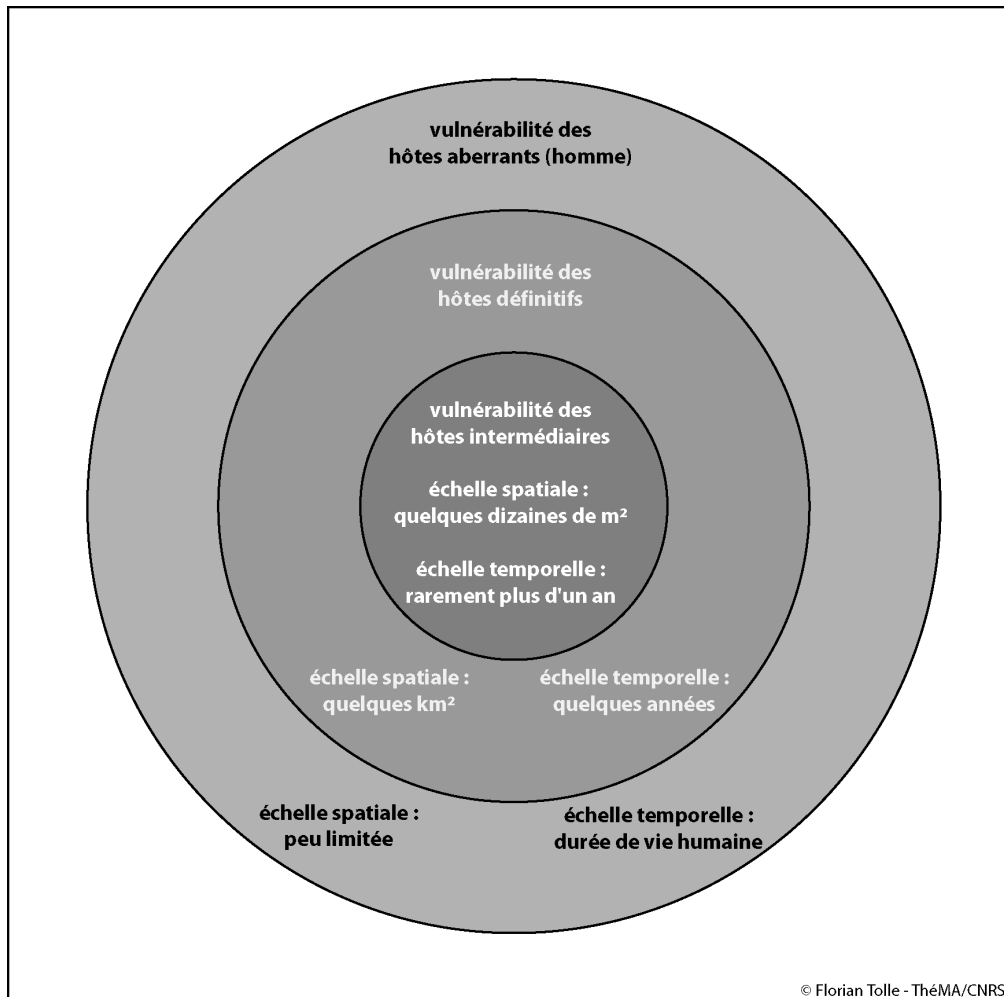 vulnérabilité des
hôtes aberrants (homme)
vulnérabilité des
hôtes définitifs
vulnérabilité des
hôtes intermédiaires
échelle spatiale :
quelques dizaines de m²
échelle temporelle :
rarement plus d'un an
échelle spatiale :
quelques km²
échelle temporelle :
quelques années
échelle spatiale :
peu limitée
échelle temporelle :
durée de vie humaine
© Florian Tolle - ThéMA/CNRS